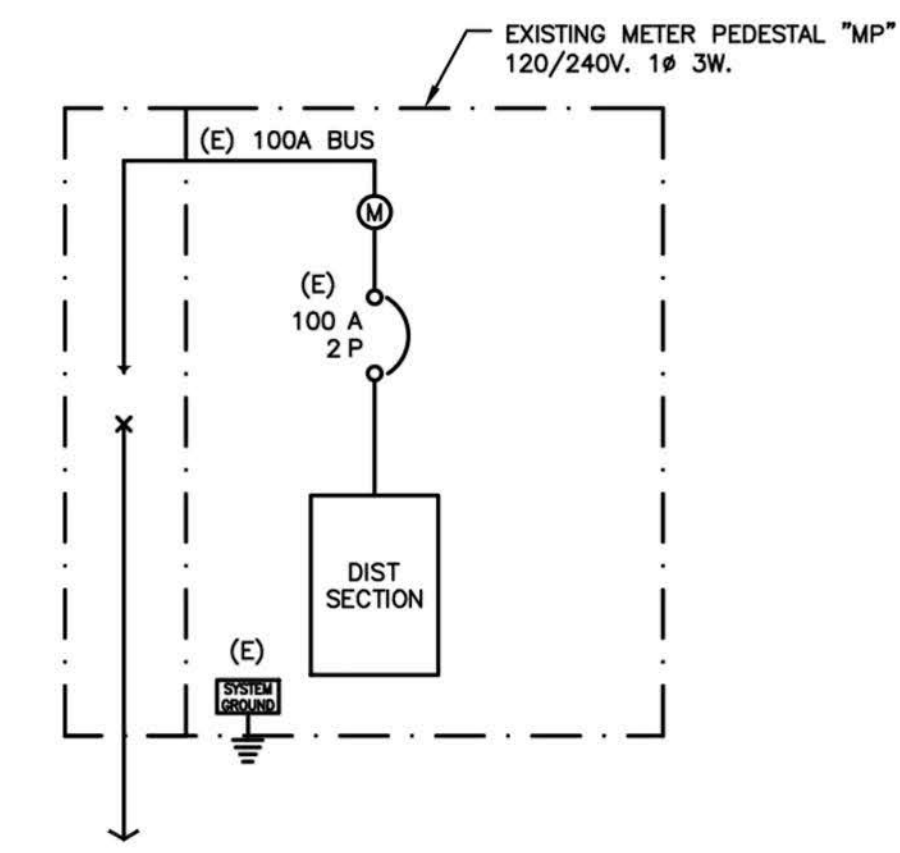 EXISTING METER PEDESTAL "MP"
120/240V. 1ø 3W.
(E) 100A BUS
M
(E)
100 A
2 P
DIST
SECTION
(E)
SYSTEM
GROUND